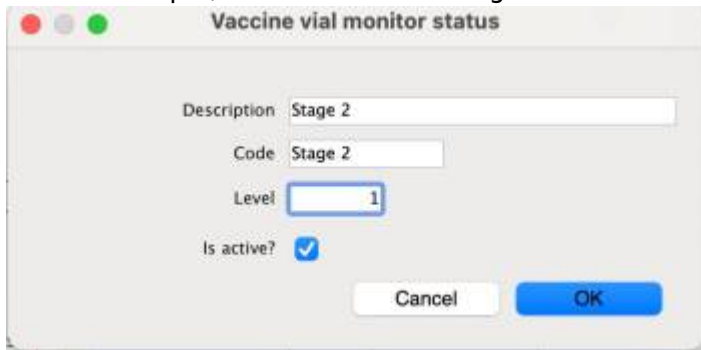 Vaccine vial monitor status
Description Stage 2
Code Stage 2
Level 1
Is active?
Cancel OK